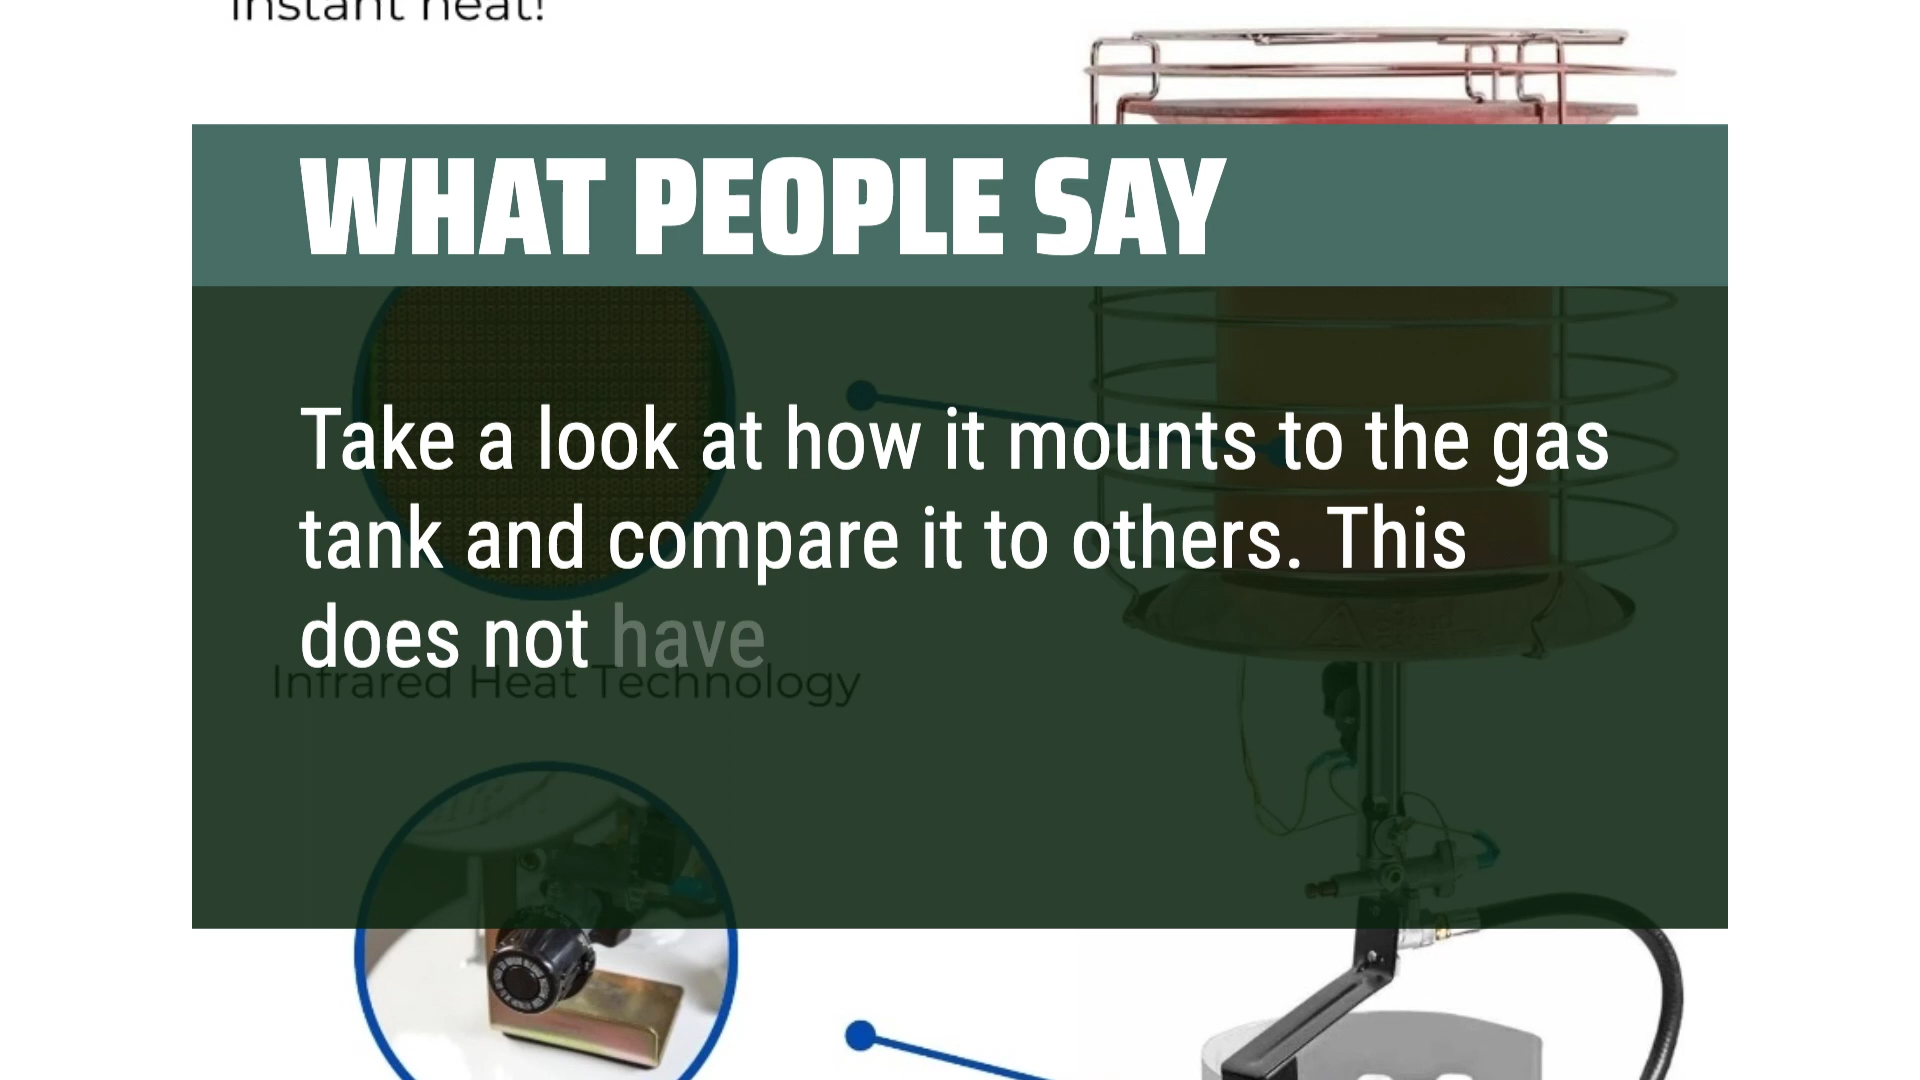 Instant heat!
WHAT PEOPLE SAY
Take a look at how it mounts to the gas
tank and compare it to others. This
does not have
Infrared Heat Technology